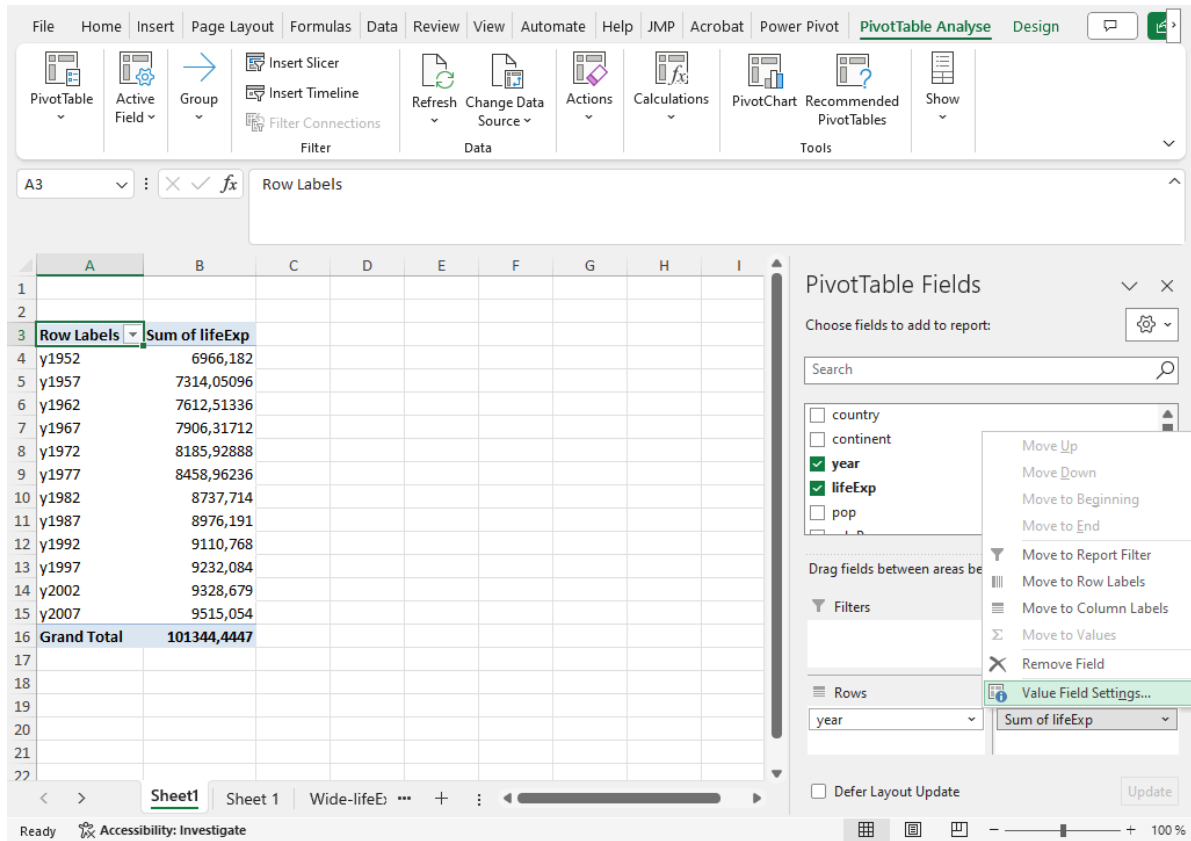 File Home Insert Page Layout Formulas Data Review View Automate Help JMP Acrobat Power Pivot PivotTable Analyse Design
PivotTable
Active Field
Group
Insert Slicer
Insert Timeline
Filter Connections
Filter
Refresh
Change Data Source
Data
Actions
Calculations
PivotChart
Recommended PivotTables
Tools
Show
A3 fx Row Labels
A B C D E F G H I
1
2
3 Row Labels Sum of lifeExp
4 y1952 6966,182
5 y1957 7314,05096
6 y1962 7612,51336
7 y1967 7906,31712
8 y1972 8185,92888
9 y1977 8458,96236
10 y1982 8737,714
11 y1987 8976,191
12 y1992 9110,768
13 y1997 9232,084
14 y2002 9328,679
15 y2007 9515,054
16 Grand Total 101344,4447
17
18
19
20
21
22
PivotTable Fields
Choose fields to add to report:
Search
country
continent
year
lifeExp
pop
Drag fields between areas be
Filters
Rows
year
Sum of lifeExp
Move Up
Move Down
Move to Beginning
Move to End
Move to Report Filter
Move to Row Labels
Move to Column Labels
Σ Move to Values
Remove Field
Value Field Settings...
Defer Layout Update
Update
Sheet1 Sheet 1 Wide-lifeE
Ready Accessibility: Investigate 100 %